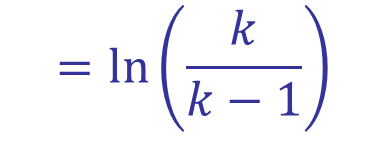 = ln(k/(k − 1))